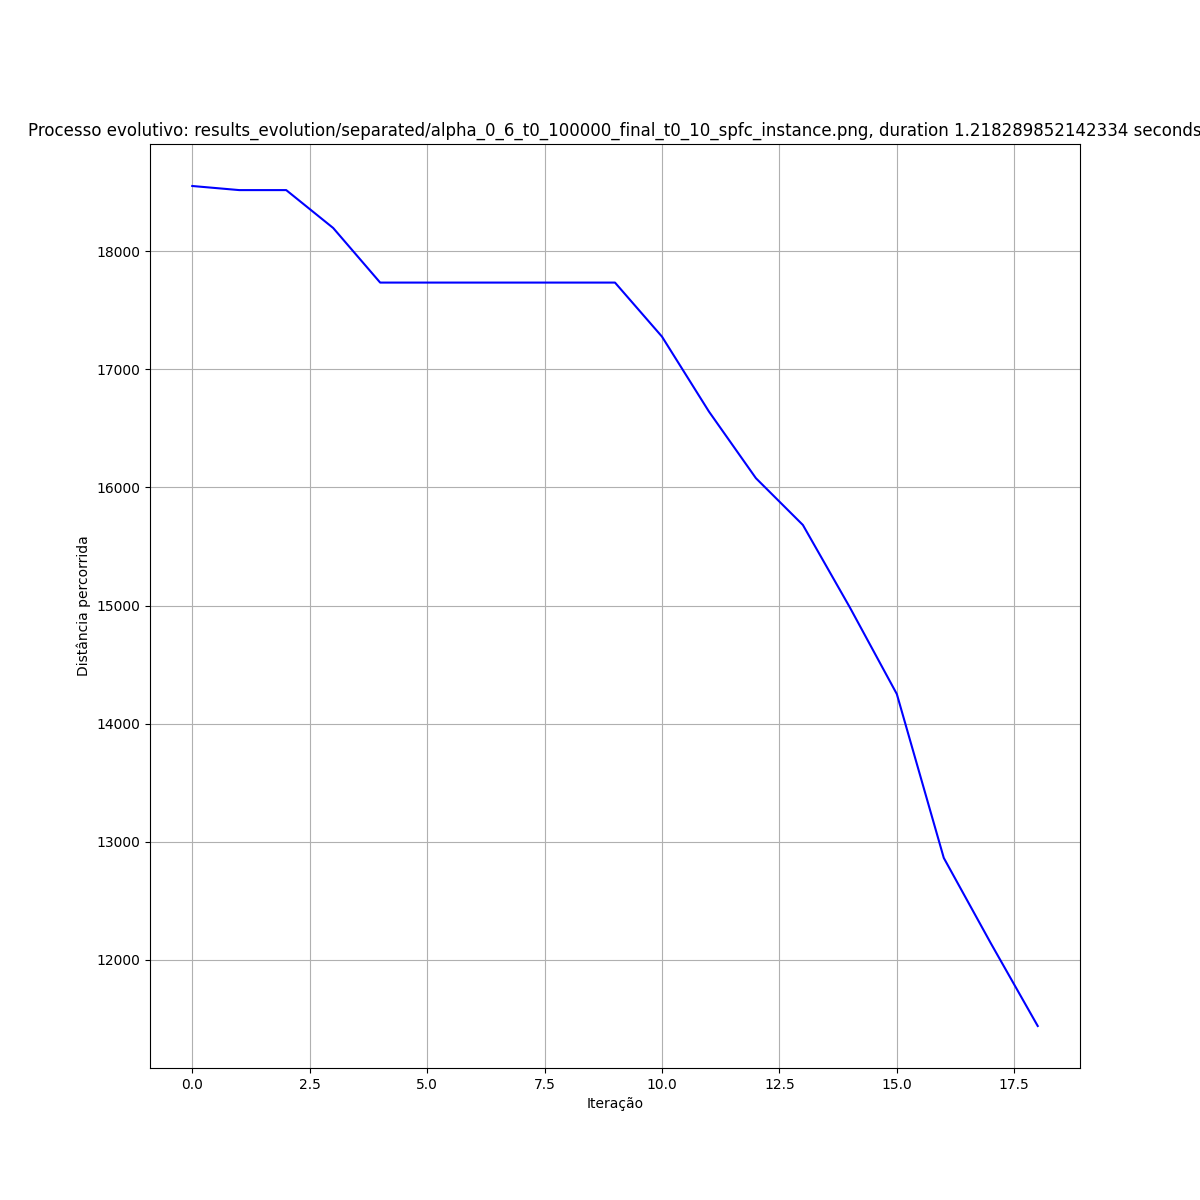 Processo evolutivo: results_evolution/separated/alpha_0_6_t0_100000_final_t0_10_spfc_instance.png, duration 1.218289852142334 seconds
18000
17000
16000
15000
14000
13000
12000
Distância percorrida
0.0 2.5 5.0 7.5 10.0 12.5 15.0 17.5
Iteração